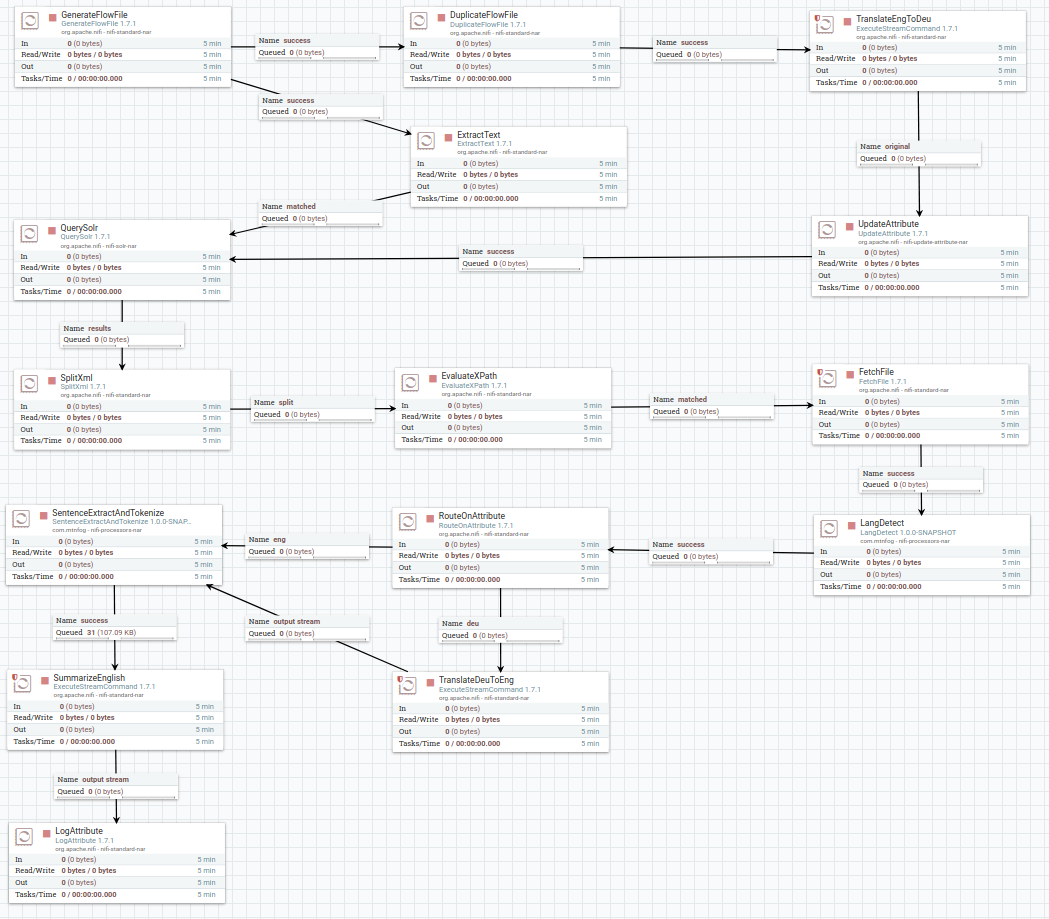 GenerateFlowFile
GenerateFlowFile 1.7.1
org.apache.nifi - nifi-standard-nar
In 0 (0 bytes) 5 min
Read/Write 0 bytes / 0 bytes 5 min
Out 0 (0 bytes) 5 min
Tasks/Time 0 / 00:00:00.000 5 min
Name success
Queued 0 (0 bytes)
DuplicateFlowFile
DuplicateFlowFile 1.7.1
org.apache.nifi - nifi-standard-nar
In 0 (0 bytes) 5 min
Read/Write 0 bytes / 0 bytes 5 min
Out 0 (0 bytes) 5 min
Tasks/Time 0 / 00:00:00.000 5 min
Name success
Queued 0 (0 bytes)
TranslateEngToDeu
ExecuteStreamCommand 1.7.1
org.apache.nifi - nifi-standard-nar
In 0 (0 bytes) 5 min
Read/Write 0 bytes / 0 bytes 5 min
Out 0 (0 bytes) 5 min
Tasks/Time 0 / 00:00:00.000 5 min
Name success
Queued 0 (0 bytes)
ExtractText
ExtractText 1.7.1
org.apache.nifi - nifi-standard-nar
In 0 (0 bytes) 5 min
Read/Write 0 bytes / 0 bytes 5 min
Out 0 (0 bytes) 5 min
Tasks/Time 0 / 00:00:00.000 5 min
Name original
Queued 0 (0 bytes)
Name matched
Queued 0 (0 bytes)
QuerySolr
QuerySolr 1.7.1
org.apache.nifi - nifi-solr-nar
In 0 (0 bytes) 5 min
Read/Write 0 bytes / 0 bytes 5 min
Out 0 (0 bytes) 5 min
Tasks/Time 0 / 00:00:00.000 5 min
Name success
Queued 0 (0 bytes)
UpdateAttribute
UpdateAttribute 1.7.1
org.apache.nifi - nifi-update-attribute-nar
In 0 (0 bytes) 5 min
Read/Write 0 bytes / 0 bytes 5 min
Out 0 (0 bytes) 5 min
Tasks/Time 0 / 00:00:00.000 5 min
Name results
Queued 0 (0 bytes)
SplitXml
SplitXml 1.7.1
org.apache.nifi - nifi-standard-nar
In 0 (0 bytes) 5 min
Read/Write 0 bytes / 0 bytes 5 min
Out 0 (0 bytes) 5 min
Tasks/Time 0 / 00:00:00.000 5 min
Name split
Queued 0 (0 bytes)
EvaluateXPath
EvaluateXPath 1.7.1
org.apache.nifi - nifi-standard-nar
In 0 (0 bytes) 5 min
Read/Write 0 bytes / 0 bytes 5 min
Out 0 (0 bytes) 5 min
Tasks/Time 0 / 00:00:00.000 5 min
Name matched
Queued 0 (0 bytes)
FetchFile
FetchFile 1.7.1
org.apache.nifi - nifi-standard-nar
In 0 (0 bytes) 5 min
Read/Write 0 bytes / 0 bytes 5 min
Out 0 (0 bytes) 5 min
Tasks/Time 0 / 00:00:00.000 5 min
Name success
Queued 0 (0 bytes)
SentenceExtractAndTokenize
SentenceExtractAndTokenize 1.0.0-SNAP...
com.mtnfog - nifi-processors-nar
In 0 (0 bytes) 5 min
Read/Write 0 bytes / 0 bytes 5 min
Out 0 (0 bytes) 5 min
Tasks/Time 0 / 00:00:00.000 5 min
Name eng
Queued 0 (0 bytes)
RouteOnAttribute
RouteOnAttribute 1.7.1
org.apache.nifi - nifi-standard-nar
In 0 (0 bytes) 5 min
Read/Write 0 bytes / 0 bytes 5 min
Out 0 (0 bytes) 5 min
Tasks/Time 0 / 00:00:00.000 5 min
Name success
Queued 0 (0 bytes)
LangDetect
LangDetect 1.0.0-SNAPSHOT
com.mtnfog - nifi-processors-nar
In 0 (0 bytes) 5 min
Read/Write 0 bytes / 0 bytes 5 min
Out 0 (0 bytes) 5 min
Tasks/Time 0 / 00:00:00.000 5 min
Name success
Queued 31 (107.09 KB)
Name output stream
Queued 0 (0 bytes)
Name deu
Queued 0 (0 bytes)
SummarizeEnglish
ExecuteStreamCommand 1.7.1
org.apache.nifi - nifi-standard-nar
In 0 (0 bytes) 5 min
Read/Write 0 bytes / 0 bytes 5 min
Out 0 (0 bytes) 5 min
Tasks/Time 0 / 00:00:00.000 5 min
TranslateDeuToEng
ExecuteStreamCommand 1.7.1
org.apache.nifi - nifi-standard-nar
In 0 (0 bytes) 5 min
Read/Write 0 bytes / 0 bytes 5 min
Out 0 (0 bytes) 5 min
Tasks/Time 0 / 00:00:00.000 5 min
Name output stream
Queued 0 (0 bytes)
LogAttribute
LogAttribute 1.7.1
org.apache.nifi - nifi-standard-nar
In 0 (0 bytes) 5 min
Read/Write 0 bytes / 0 bytes 5 min
Out 0 (0 bytes) 5 min
Tasks/Time 0 / 00:00:00.000 5 min